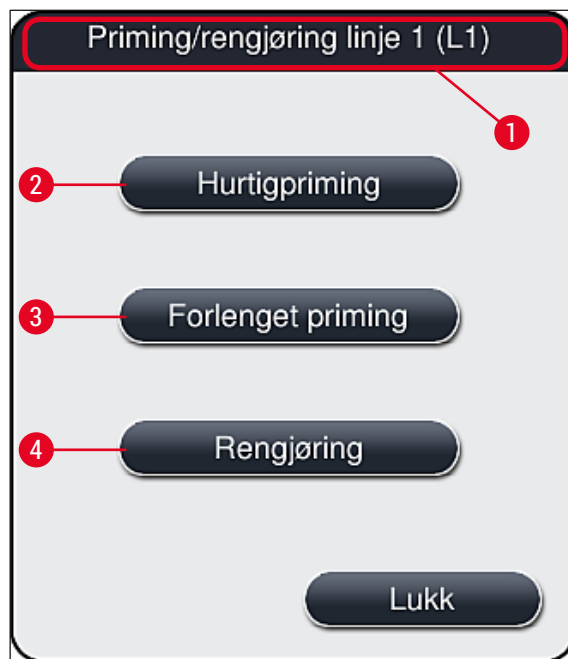 Priming/rengjøring linje 1 (L1)
1
2
Hurtigpriming
3
Forlenget priming
4
Rengjøring
Lukk